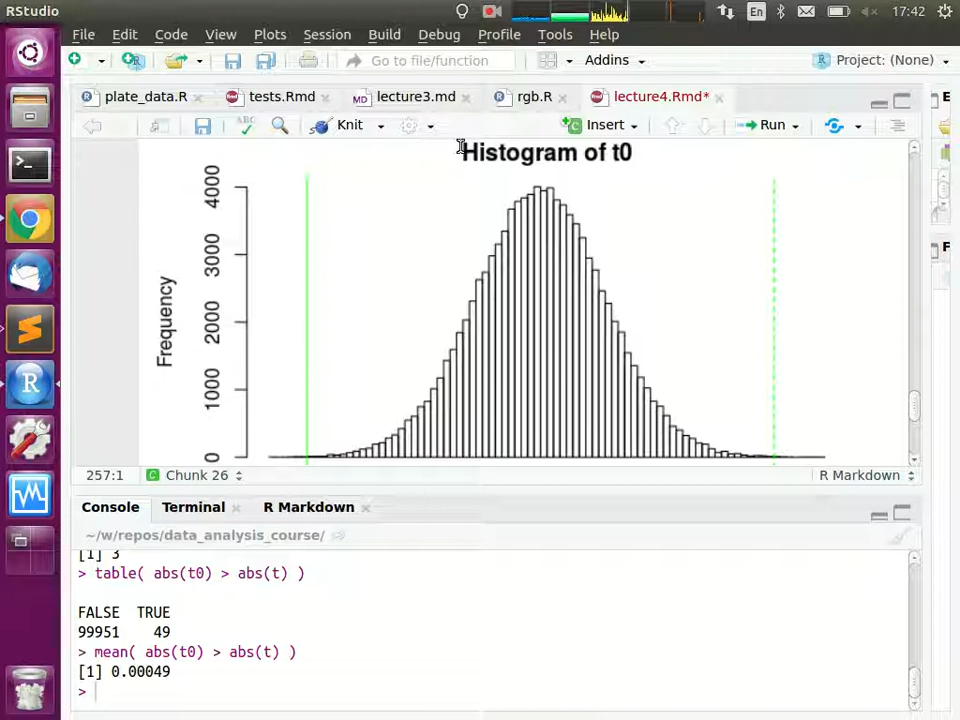 RStudio
En
17:42
File Edit Code View Plots Session Build Debug Profile Tools Help
Go to file/function
Addins
Project: (None)
plate_data.R
tests.Rmd
lecture3.md
rgb.R
lecture4.Rmd*
Knit
Insert
Run
Histogram of t0
Frequency
0 1000 2000 3000 4000
257:1
Chunk 26
R Markdown
Console Terminal R Markdown
~/w/repos/data_analysis_course/
[1] 3
> table( abs(t0) > abs(t) )
FALSE  TRUE
99951    49
> mean( abs(t0) > abs(t) )
[1] 0.00049
>